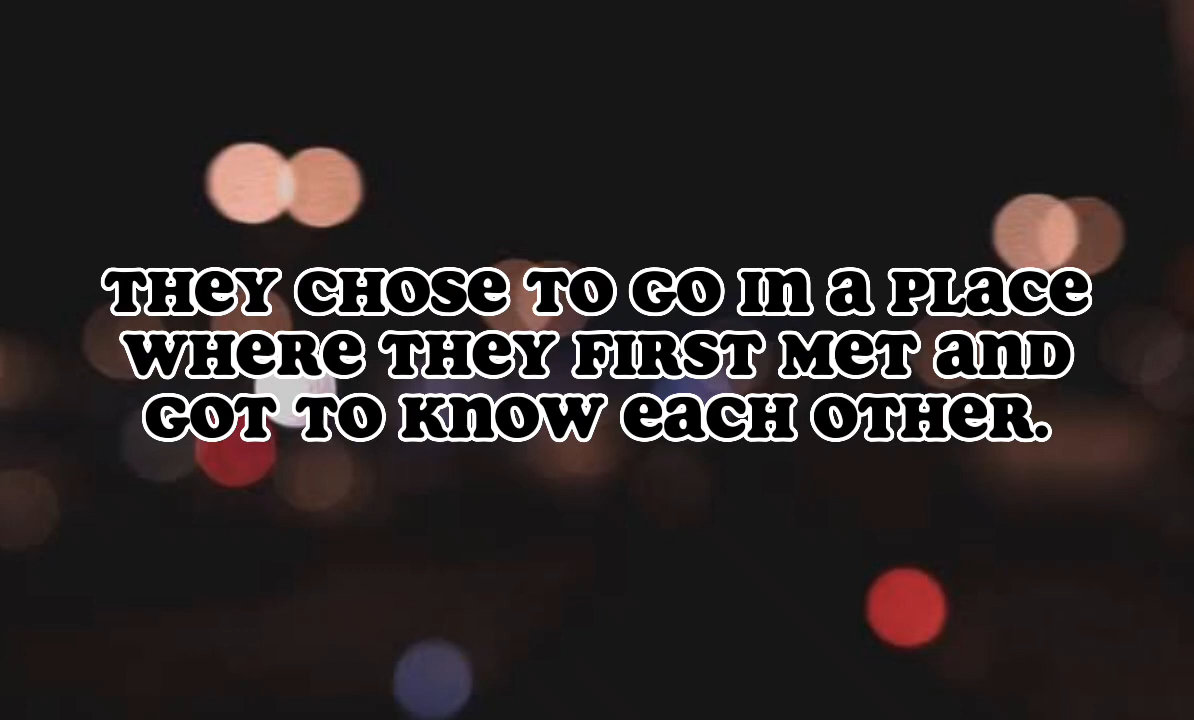 THeY CHOSe TO GO In a PLace
WHeRe THeY FIRST MeT anD
GOT TO KnOW eacH OTHeR.